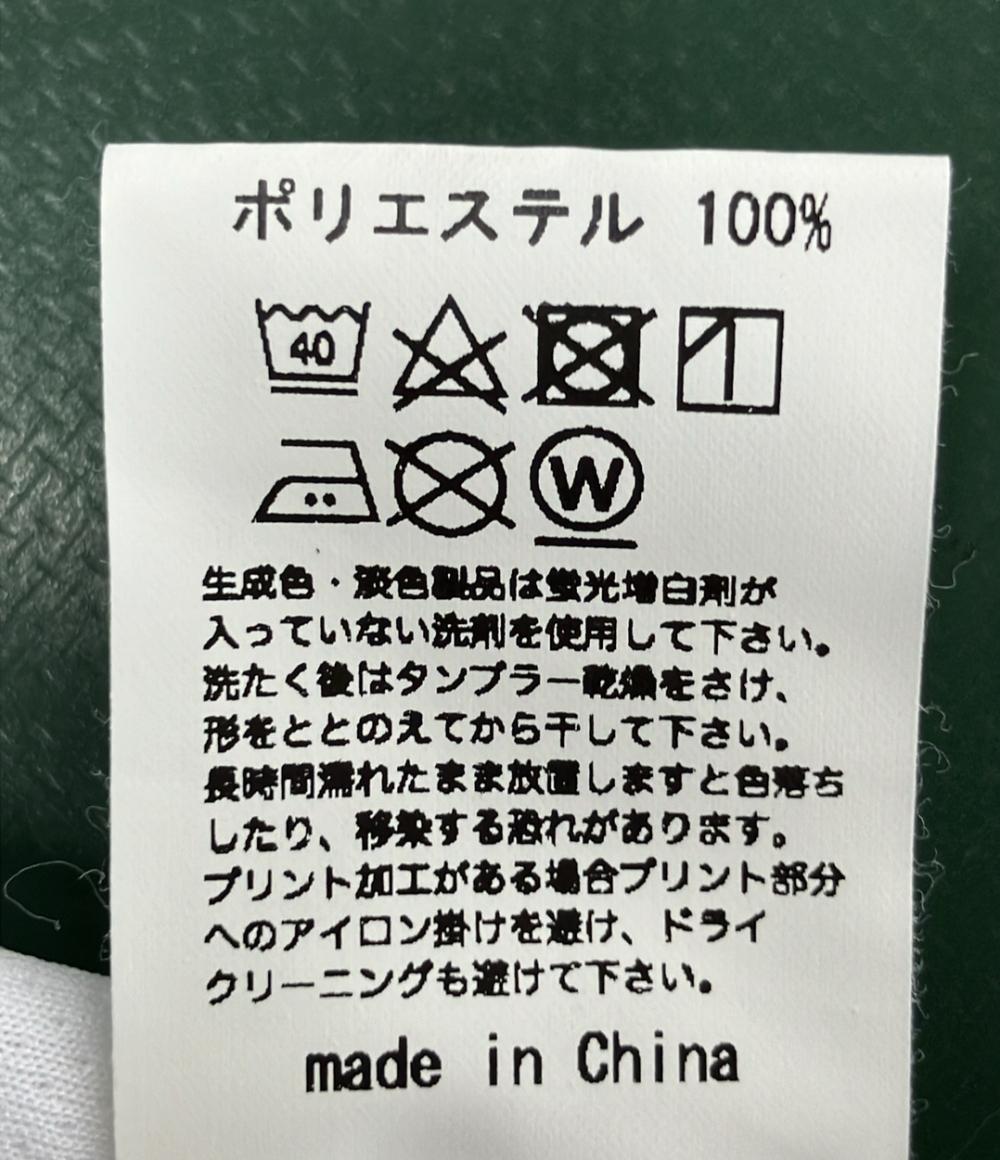 ポリエステル 100%
40
W
生成色・淡色製品は蛍光増白剤が
入っていない洗剤を使用して下さい。
洗たく後はタンブラー乾燥をさけ、
形をととのえてから干して下さい。
長時間濡れたまま放置しますと色落ち
したり、移染する恐れがあります。
プリント加工がある場合プリント部分
へのアイロン掛けを避け、ドライ
クリーニングも避けて下さい。
made in China